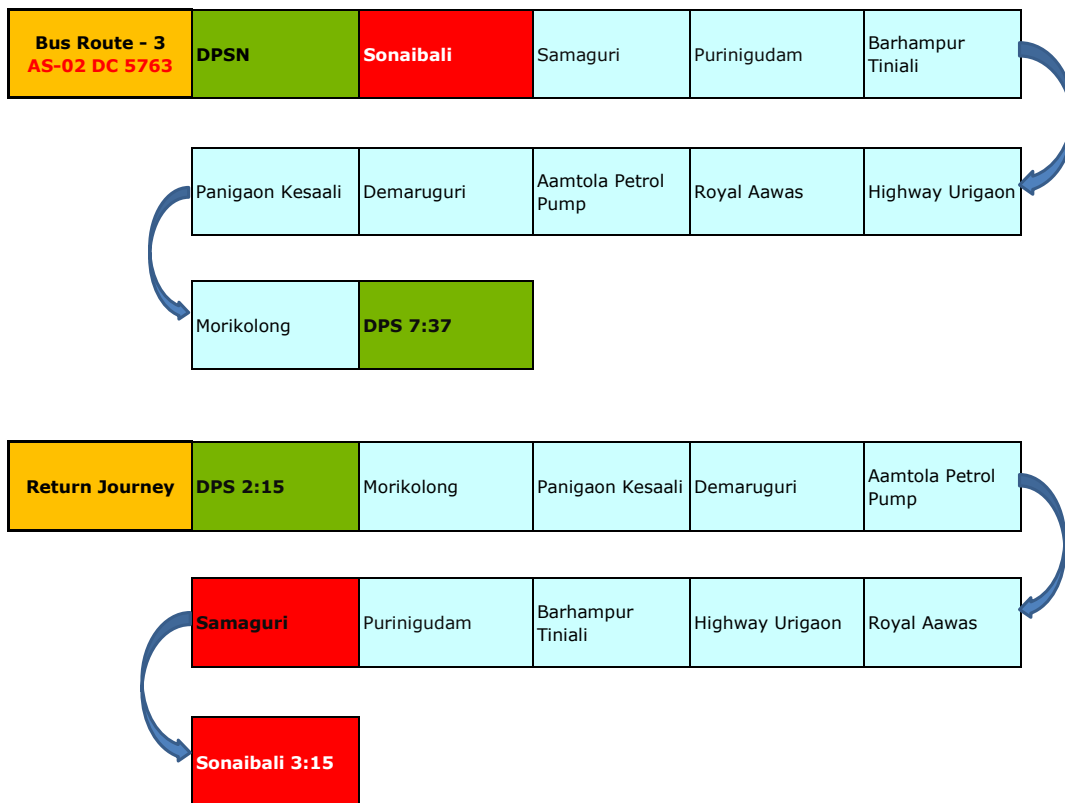 Bus Route - 3
AS-02 DC 5763
DPSN
Sonaibali
Samaguri
Purinigudam
Barhampur
Tiniali
Panigaon Kesaali
Demaruguri
Aamtola Petrol
Pump
Royal Aawas
Highway Urigaon
Morikolong
DPS 7:37
Return Journey
DPS 2:15
Morikolong
Panigaon Kesaali
Demaruguri
Aamtola Petrol
Pump
Samaguri
Purinigudam
Barhampur
Tiniali
Highway Urigaon
Royal Aawas
Sonaibali 3:15